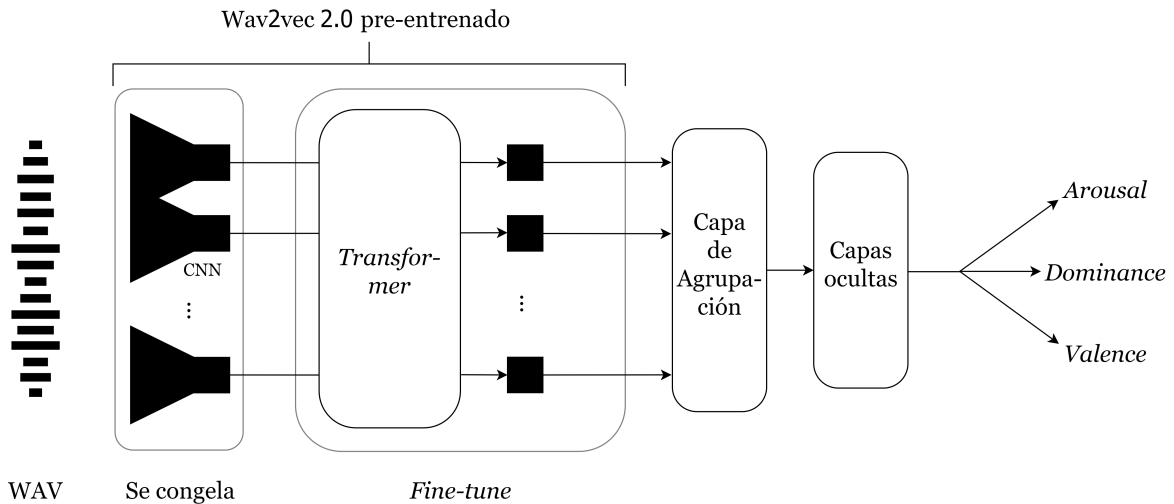 Wav2vec 2.0 pre-entrenado
CNN
...
Transfor-
mer
...
Capa
de
Agrupa-
ción
Capas
ocultas
Arousal
Dominance
Valence
WAV
Se congela
Fine-tune